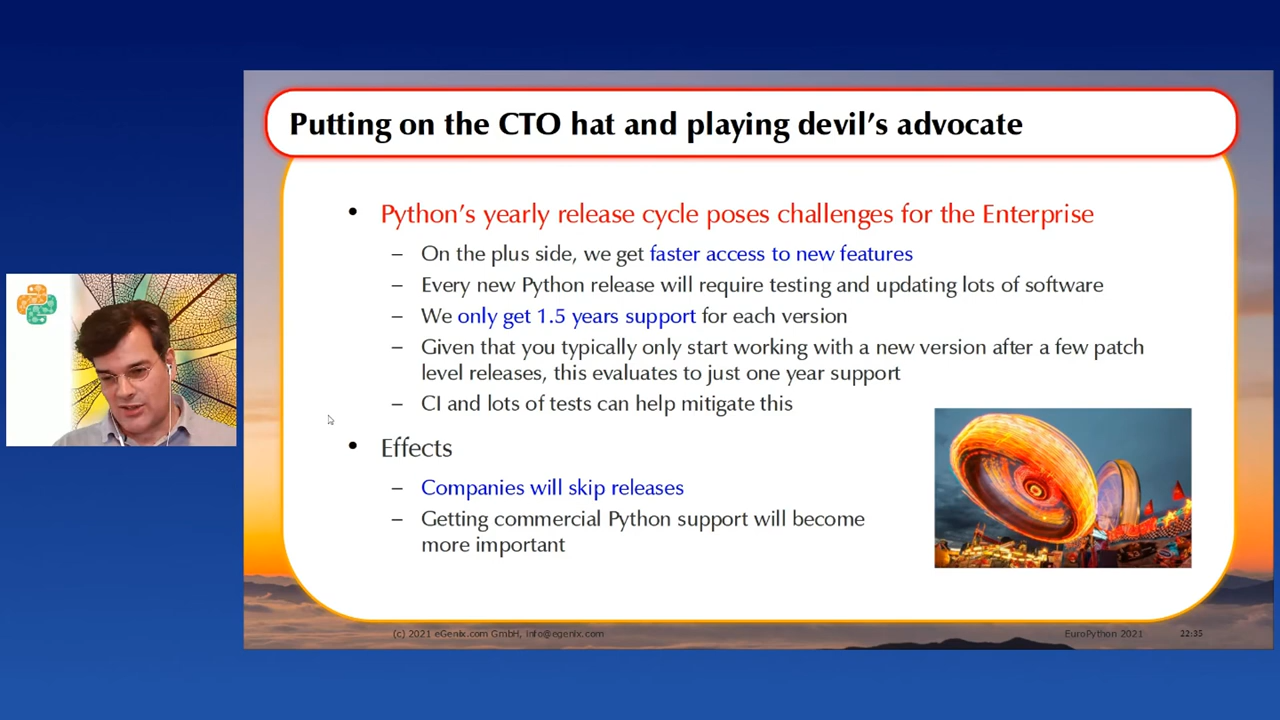 Putting on the CTO hat and playing devil's advocate
• Python's yearly release cycle poses challenges for the Enterprise
– On the plus side, we get faster access to new features
– Every new Python release will require testing and updating lots of software
– We only get 1.5 years support for each version
– Given that you typically only start working with a new version after a few patch
level releases, this evaluates to just one year support
– CI and lots of tests can help mitigate this
• Effects
– Companies will skip releases
– Getting commercial Python support will become
more important
(c) 2021 eGenix.com GmbH, info@egenix.com
EuroPython 2021
22:35